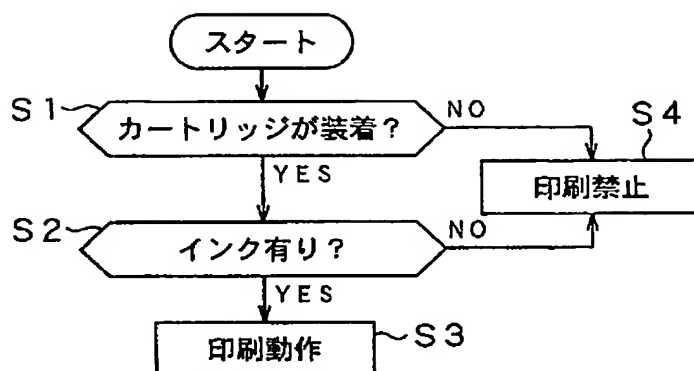 スタート
S1
カートリッジが装着？
NO
S4
YES
印刷禁止
S2
インク有り？
NO
YES
印刷動作
S3